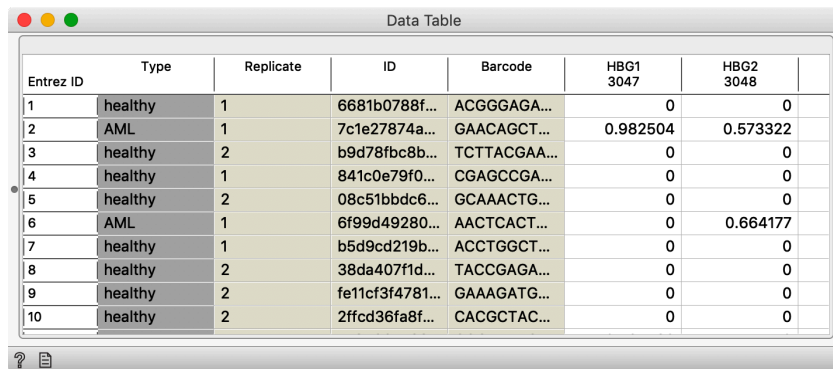 Data Table
Type Replicate ID Barcode HBG1 HBG2
Entrez ID 3047 3048
1 healthy 1 6681b0788f... ACGGGAGA... 0 0
2 AML 1 7c1e27874a... GAACAGCT... 0.982504 0.573322
3 healthy 2 b9d78fbc8b... TCTTACGAA... 0 0
4 healthy 1 841c0e79f0... CGAGCCGA... 0 0
5 healthy 2 08c51bbdc6... GCAAACTG... 0 0
6 AML 1 6f99d49280... AACTCACT... 0 0.664177
7 healthy 1 b5d9cd219b... ACCTGGCT... 0 0
8 healthy 2 38da407f1d... TACCGAGA... 0 0
9 healthy 2 fe11cf3f4781... GAAAGATG... 0 0
10 healthy 2 2ffcd36fa8f... CACGCTAC... 0 0
?